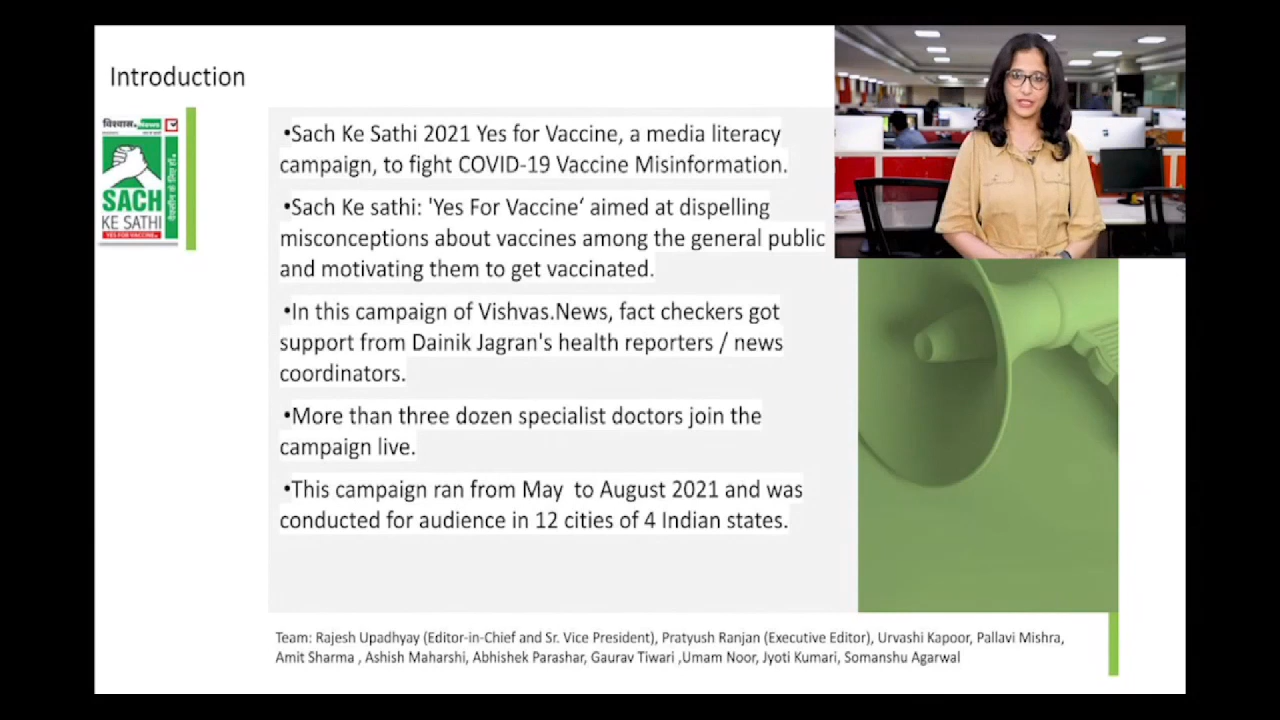 Introduction
विश्वास.News
SACH
KE SATHI
YES FOR VACCINE
•Sach Ke Sathi 2021 Yes for Vaccine, a media literacy
campaign, to fight COVID-19 Vaccine Misinformation.
•Sach Ke sathi: 'Yes For Vaccine‘ aimed at dispelling
misconceptions about vaccines among the general public
and motivating them to get vaccinated.
•In this campaign of Vishvas.News, fact checkers got
support from Dainik Jagran's health reporters / news
coordinators.
•More than three dozen specialist doctors join the
campaign live.
•This campaign ran from May  to August 2021 and was
conducted for audience in 12 cities of 4 Indian states.
Team: Rajesh Upadhyay (Editor-in-Chief and Sr. Vice President), Pratyush Ranjan (Executive Editor), Urvashi Kapoor, Pallavi Mishra,
Amit Sharma , Ashish Maharshi, Abhishek Parashar, Gaurav Tiwari ,Umam Noor, Jyoti Kumari, Somanshu Agarwal